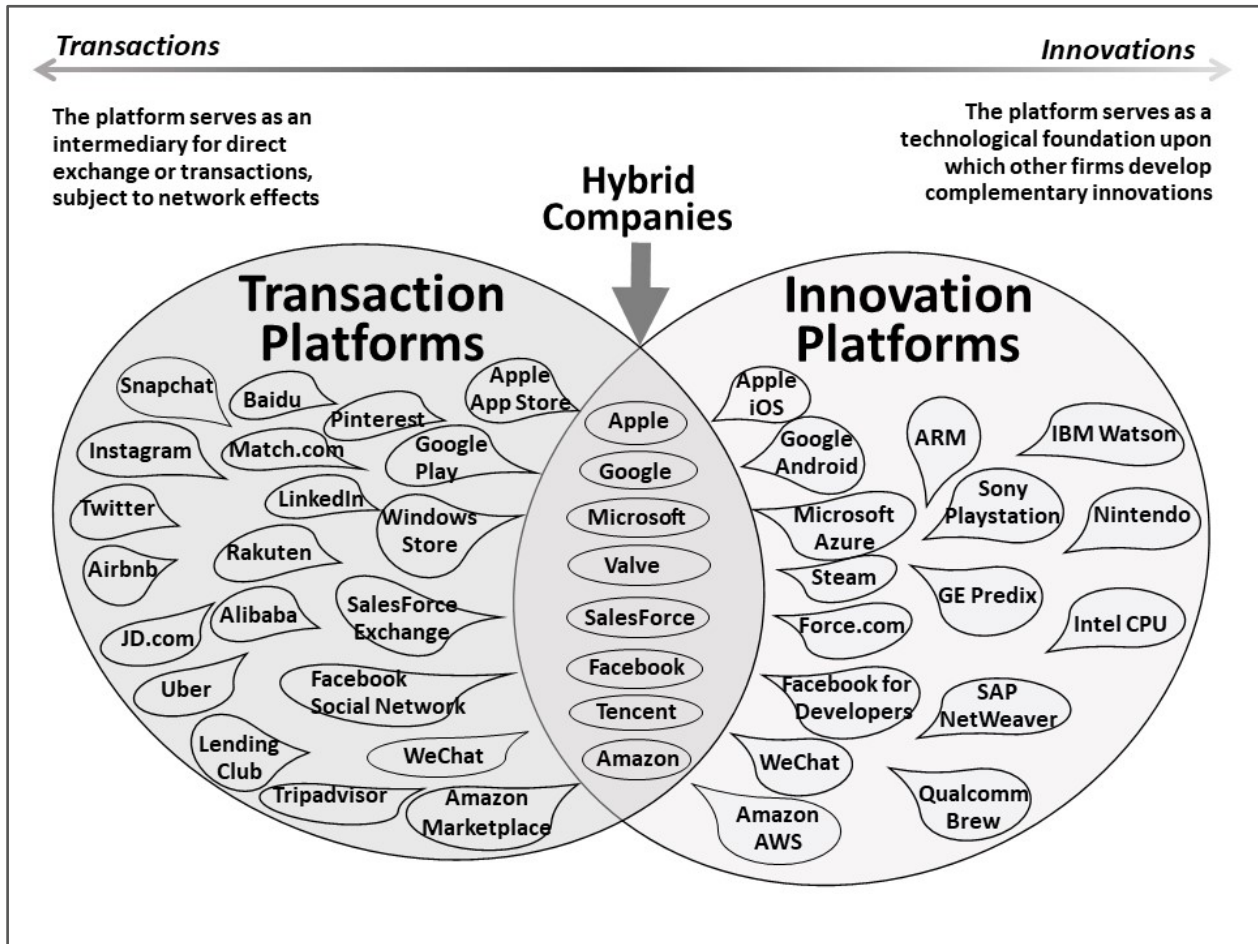 Transactions
Innovations
The platform serves as an
intermediary for direct
exchange or transactions,
subject to network effects
The platform serves as a
technological foundation upon
which other firms develop
complementary innovations
Hybrid
Companies
Transaction
Platforms
Innovation
Platforms
Snapchat
Baidu
Pinterest
Apple
App Store
Instagram
Match.com
Google
Play
Twitter
LinkedIn
Windows
Store
Airbnb
Rakuten
JD.com
Alibaba
SalesForce
Exchange
Uber
Facebook
Social Network
Lending
Club
WeChat
Tripadvisor
Amazon
Marketplace
Apple
Google
Microsoft
Valve
SalesForce
Facebook
Tencent
Amazon
Apple
iOS
Google
Android
ARM
IBM Watson
Microsoft
Azure
Sony
Playstation
Nintendo
Steam
GE Predix
Force.com
Intel CPU
Facebook for
Developers
SAP
NetWeaver
WeChat
Amazon
AWS
Qualcomm
Brew